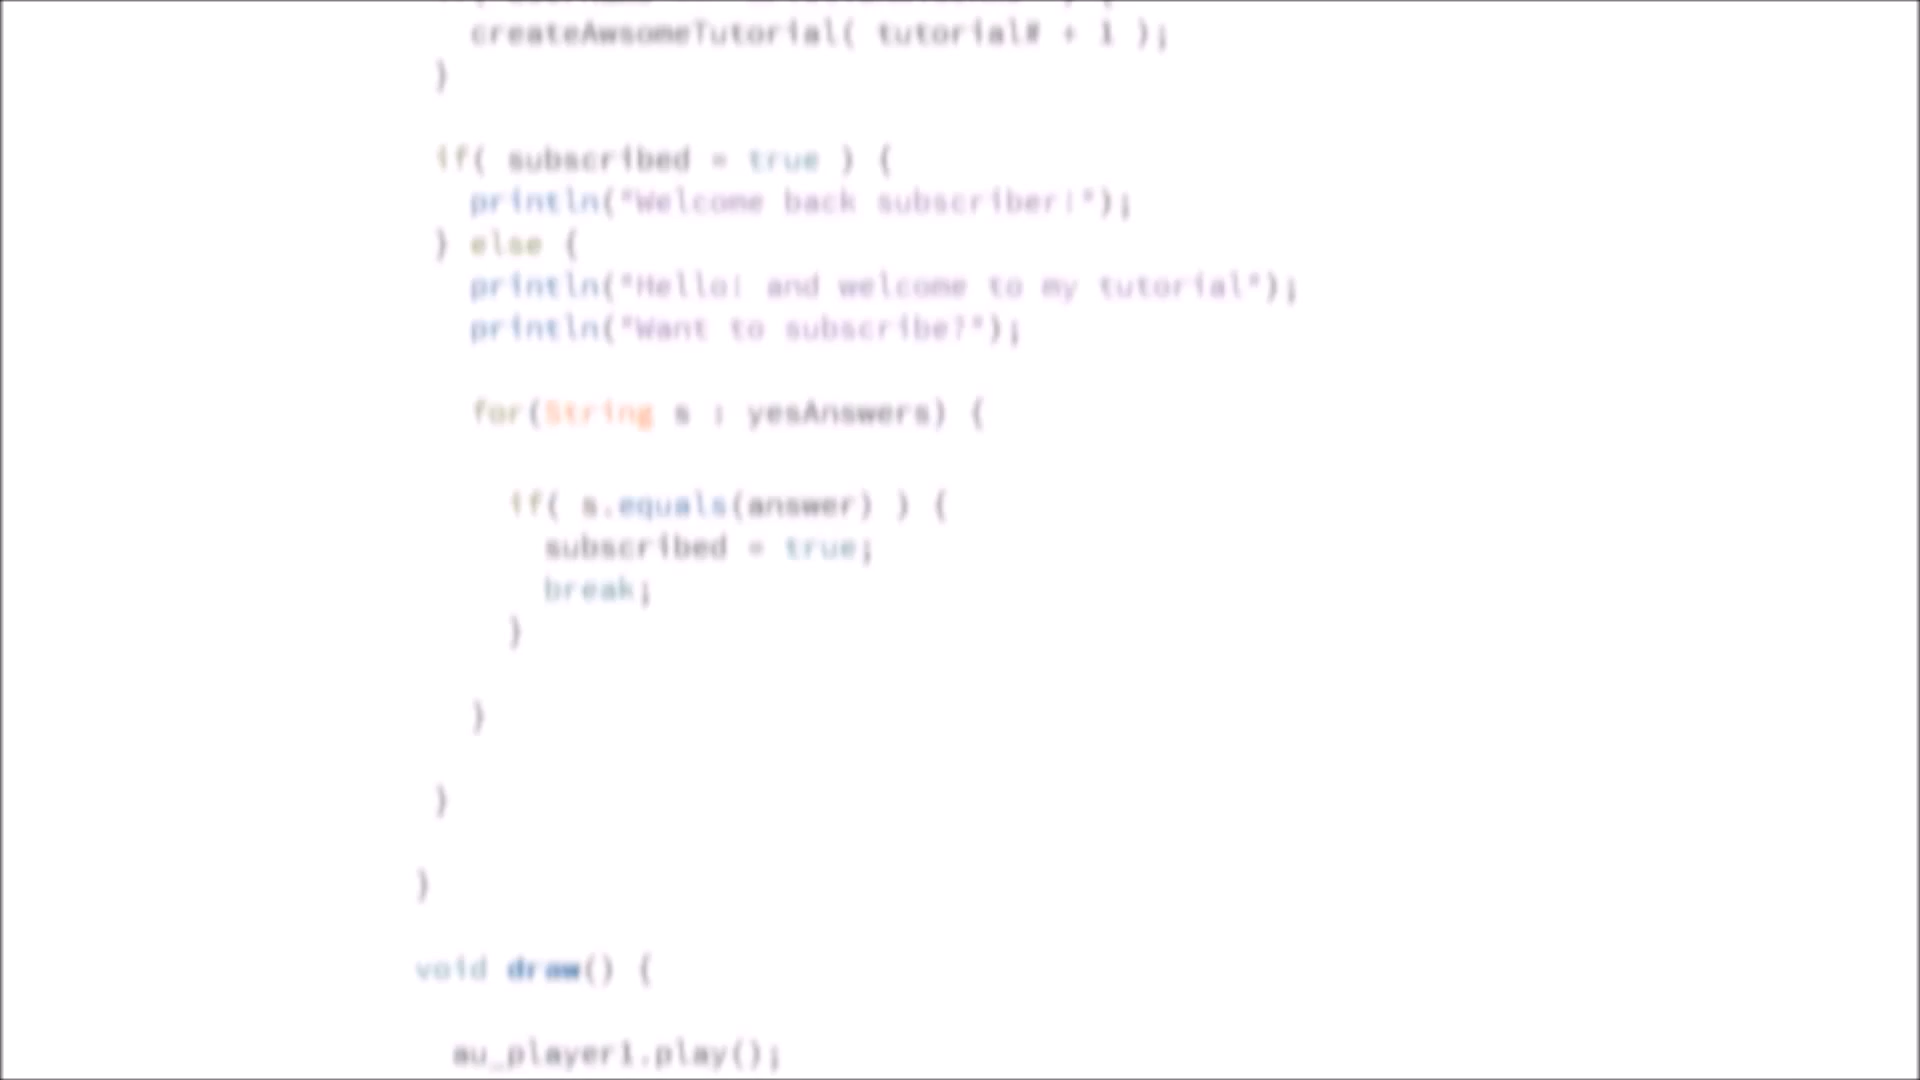 createAwsomeTutorial( tutorial# + 1 );
}
if( subscribed = true ) {
println("Welcome back subscriber!");
} else {
println("Hello! and welcome to my tutorial");
println("Want to subscribe?");
for(String s : yesAnswers) {
if( s.equals(answer) ) {
subscribed = true;
break;
}
}
}
}
void draw() {
au_player1.play();